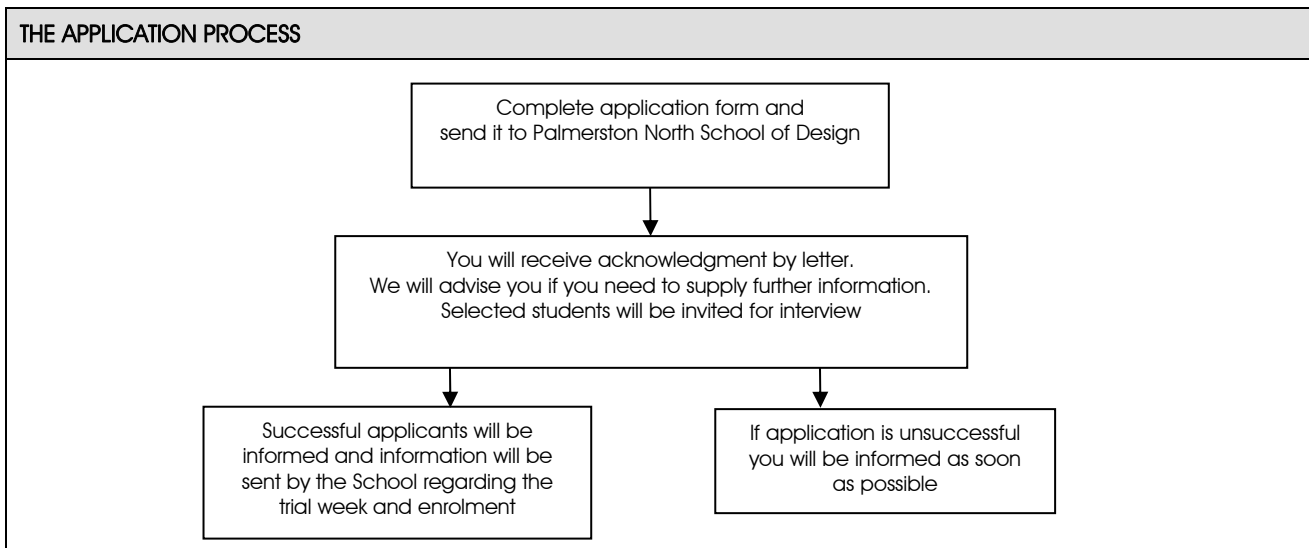 THE APPLICATION PROCESS
Complete application form and
send it to Palmerston North School of Design
You will receive acknowledgment by letter.
We will advise you if you need to supply further information.
Selected students will be invited for interview
Successful applicants will be
informed and information will be
sent by the School regarding the
trial week and enrolment
If application is unsuccessful
you will be informed as soon
as possible